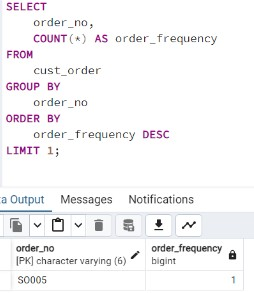 SELECT
order_no,
COUNT(*) AS order_frequency
FROM
cust_order
GROUP BY
order_no
ORDER BY
order_frequency DESC
LIMIT 1;
Output Messages Notifications
order_no order_frequency
[PK] character varying (6) bigint
SO005 1